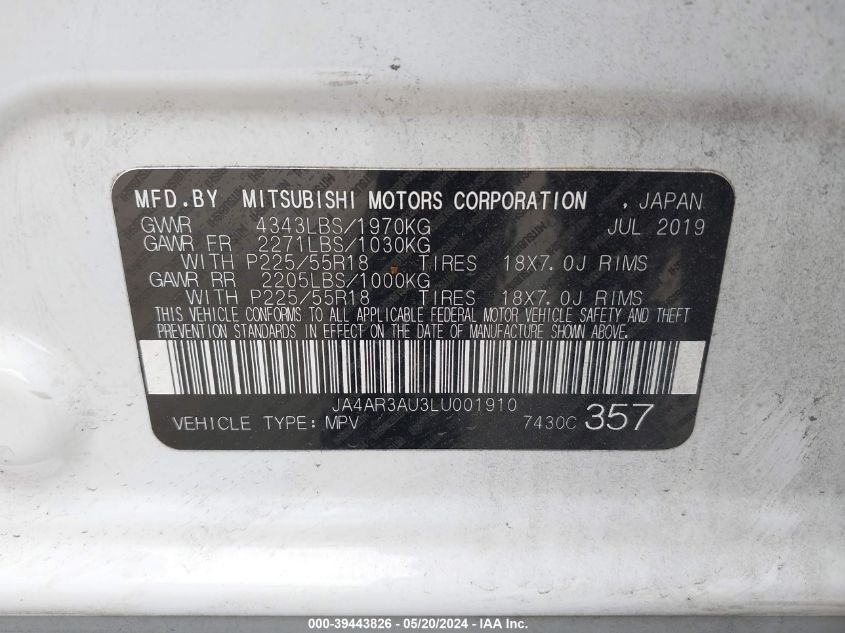 MFD.BY MITSUBISHI MOTORS CORPORATION , JAPAN
GVWR 4343LBS/1970KG JUL 2019
GAWR FR 2271LBS/1030KG
WITH P225/55R18 TIRES 18X7.0J RIMS
GAWR RR 2205LBS/1000KG
WITH P225/55R18 TIRES 18X7.0J RIMS
THIS VEHICLE CONFORMS TO ALL APPLICABLE FEDERAL MOTOR VEHICLE SAFETY AND THEFT
PREVENTION STANDARDS IN EFFECT ON THE DATE OF MANUFACTURE SHOWN ABOVE.
JA4AR3AU3LU001910
VEHICLE TYPE: MPV 7430C 357
000-39443826 - 05/20/2024 - IAA Inc.